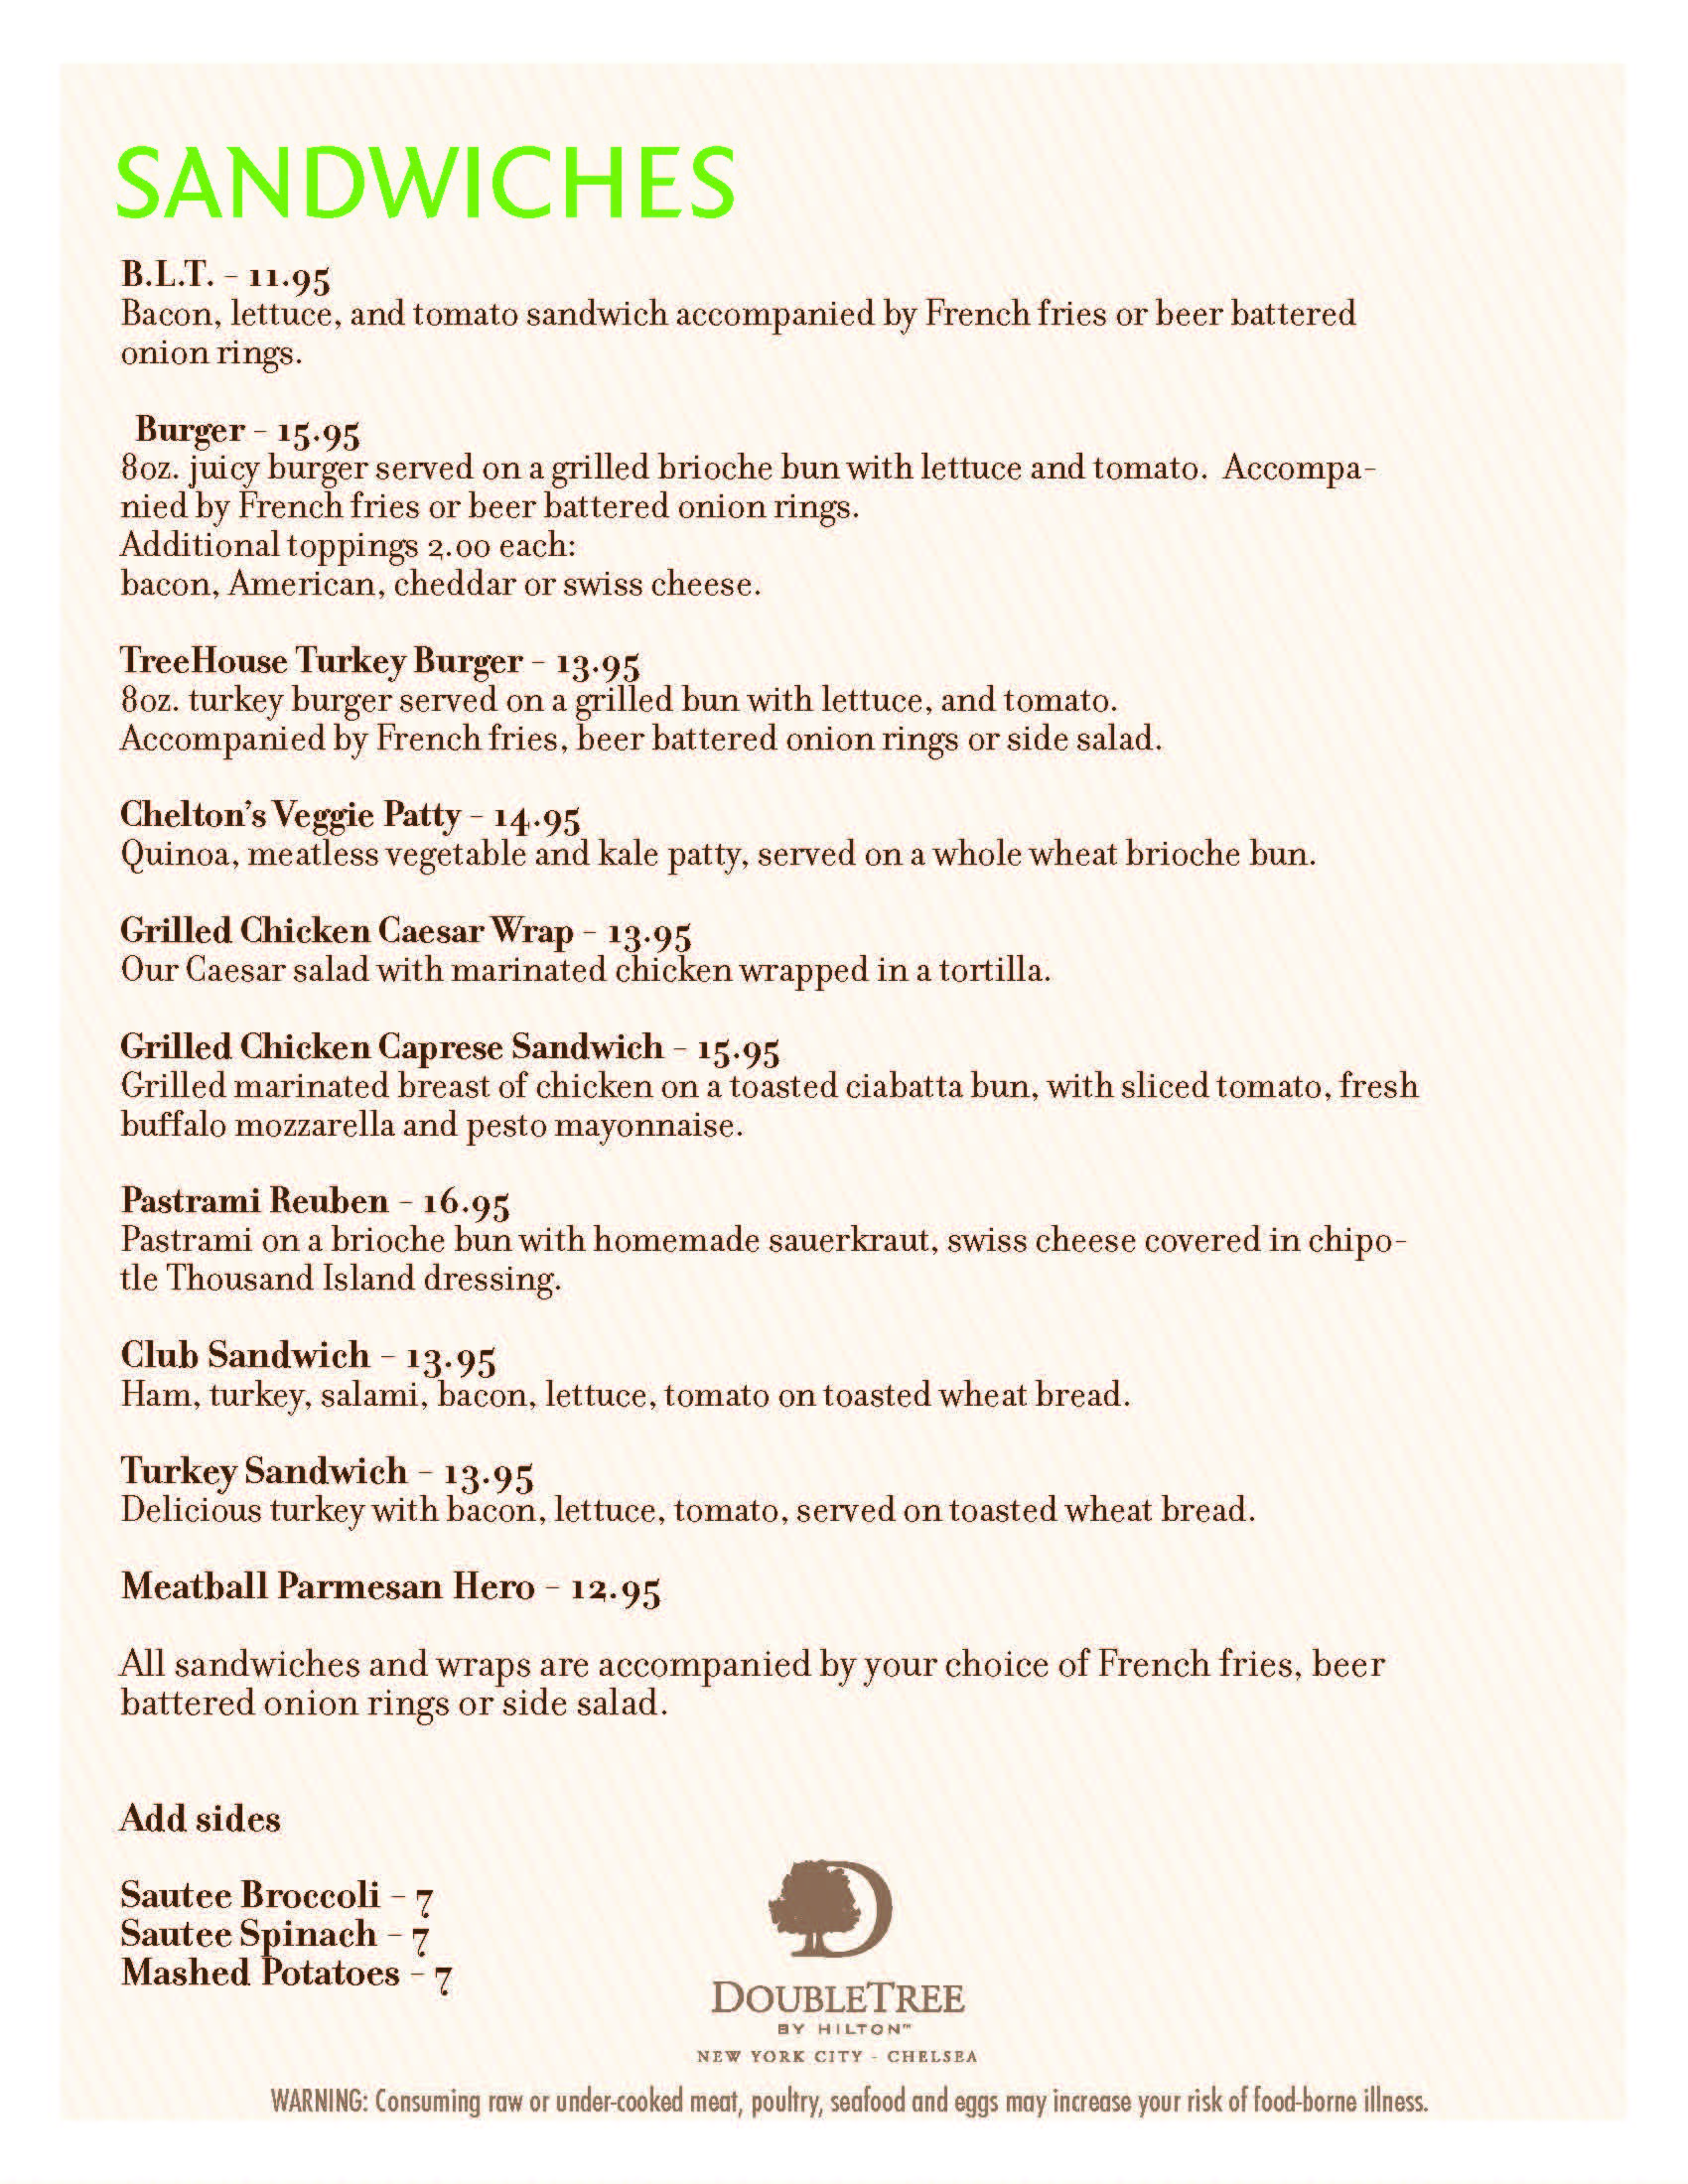 SANDWICHES
B.L.T. - 11.95
Bacon, lettuce, and tomato sandwich accompanied by French fries or beer battered
onion rings.
Burger - 15.95
8oz. juicy burger served on a grilled brioche bun with lettuce and tomato. Accompa-
nied by French fries or beer battered onion rings.
Additional toppings 2.00 each:
bacon, American, cheddar or swiss cheese.
TreeHouse Turkey Burger - 13.95
8oz. turkey burger served on a grilled bun with lettuce, and tomato.
Accompanied by French fries, beer battered onion rings or side salad.
Chelton's Veggie Patty - 14.95
Quinoa, meatless vegetable and kale patty, served on a whole wheat brioche bun.
Grilled Chicken Caesar Wrap - 13.95
Our Caesar salad with marinated chicken wrapped in a tortilla.
Grilled Chicken Caprese Sandwich - 15.95
Grilled marinated breast of chicken on a toasted ciabatta bun, with sliced tomato, fresh
buffalo mozzarella and pesto mayonnaise.
Pastrami Reuben - 16.95
Pastrami on a brioche bun with homemade sauerkraut, swiss cheese covered in chipo-
tle Thousand Island dressing.
Club Sandwich - 13.95
Ham, turkey, salami, bacon, lettuce, tomato on toasted wheat bread.
Turkey Sandwich - 13.95
Delicious turkey with bacon, lettuce, tomato, served on toasted wheat bread.
Meatball Parmesan Hero - 12.95
All sandwiches and wraps are accompanied by your choice of French fries, beer
battered onion rings or side salad.
Add sides
Sautee Broccoli - 7
Sautee Spinach - 7
Mashed Potatoes - 7
D
DOUBLETREE
BY HILTON™
NEW YORK CITY - CHELSEA
WARNING: Consuming raw or under-cooked meat, poultry, seafood and eggs may increase your risk of food-borne illness.